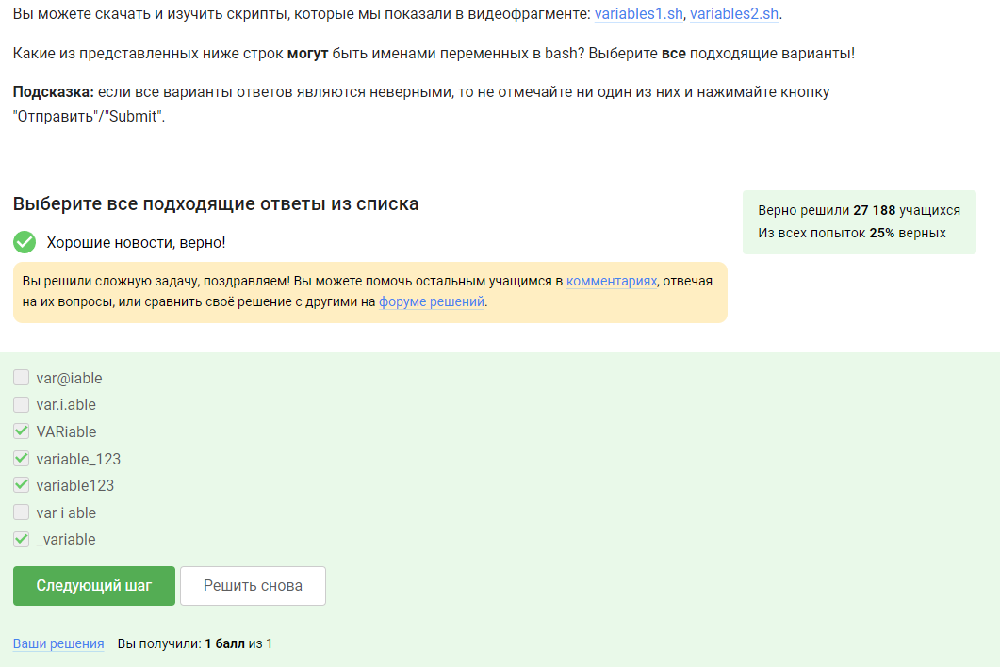 Вы можете скачать и изучить скрипты, которые мы показали в видеофрагменте: variables1.sh, variables2.sh.
Какие из представленных ниже строк могут быть именами переменных в bash? Выберите все подходящие варианты!
Подсказка: если все варианты ответов являются неверными, то не отмечайте ни один из них и нажимайте кнопку
"Отправить"/"Submit".
Выберите все подходящие ответы из списка
Верно решили 27 188 учащихся
Из всех попыток 25% верных
Хорошие новости, верно!
Вы решили сложную задачу, поздравляем! Вы можете помочь остальным учащимся в комментариях, отвечая
на их вопросы, или сравнить своё решение с другими на форуме решений.
var@iable
var.i.able
VARiable
variable_123
variable123
var i able
_variable
Следующий шаг
Решить снова
Ваши решения Вы получили: 1 балл из 1